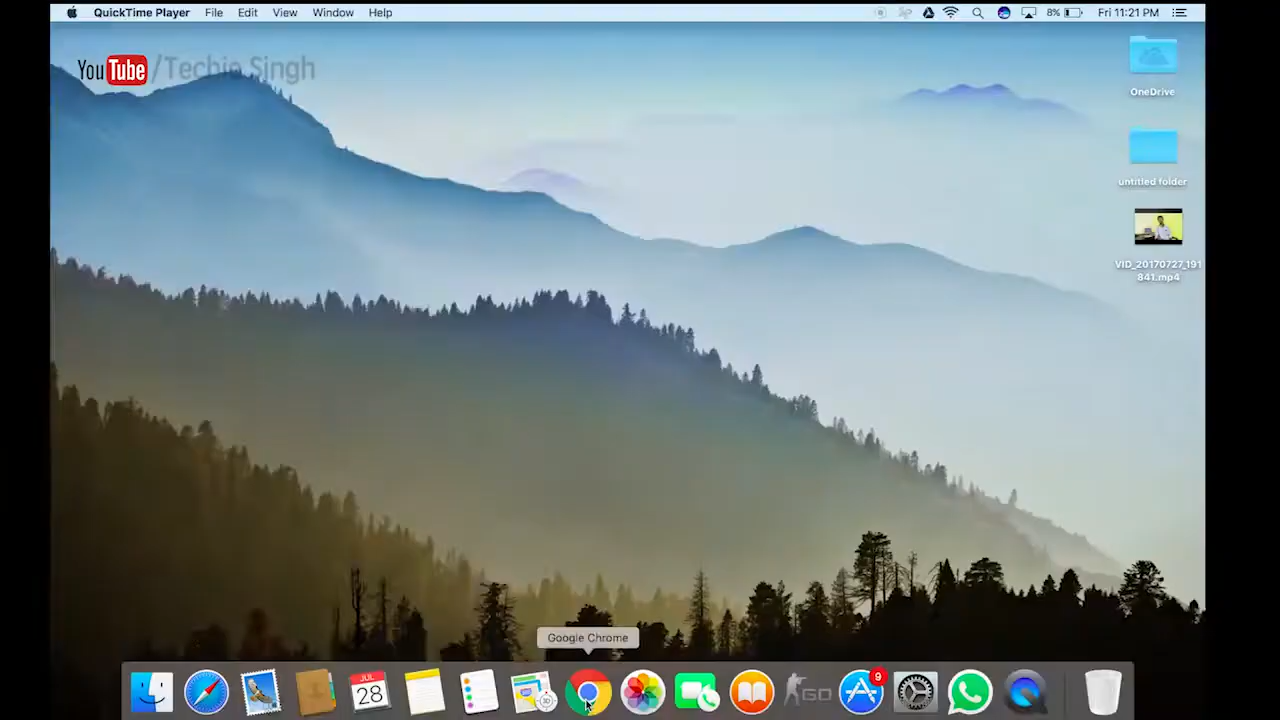 QuickTime Player File Edit View Window Help 8% Fri 11:21 PM
YouTube/Techie Singh
OneDrive
untitled folder
VID_20170727_191
841.mp4
Google Chrome
JUL
28
GO
9